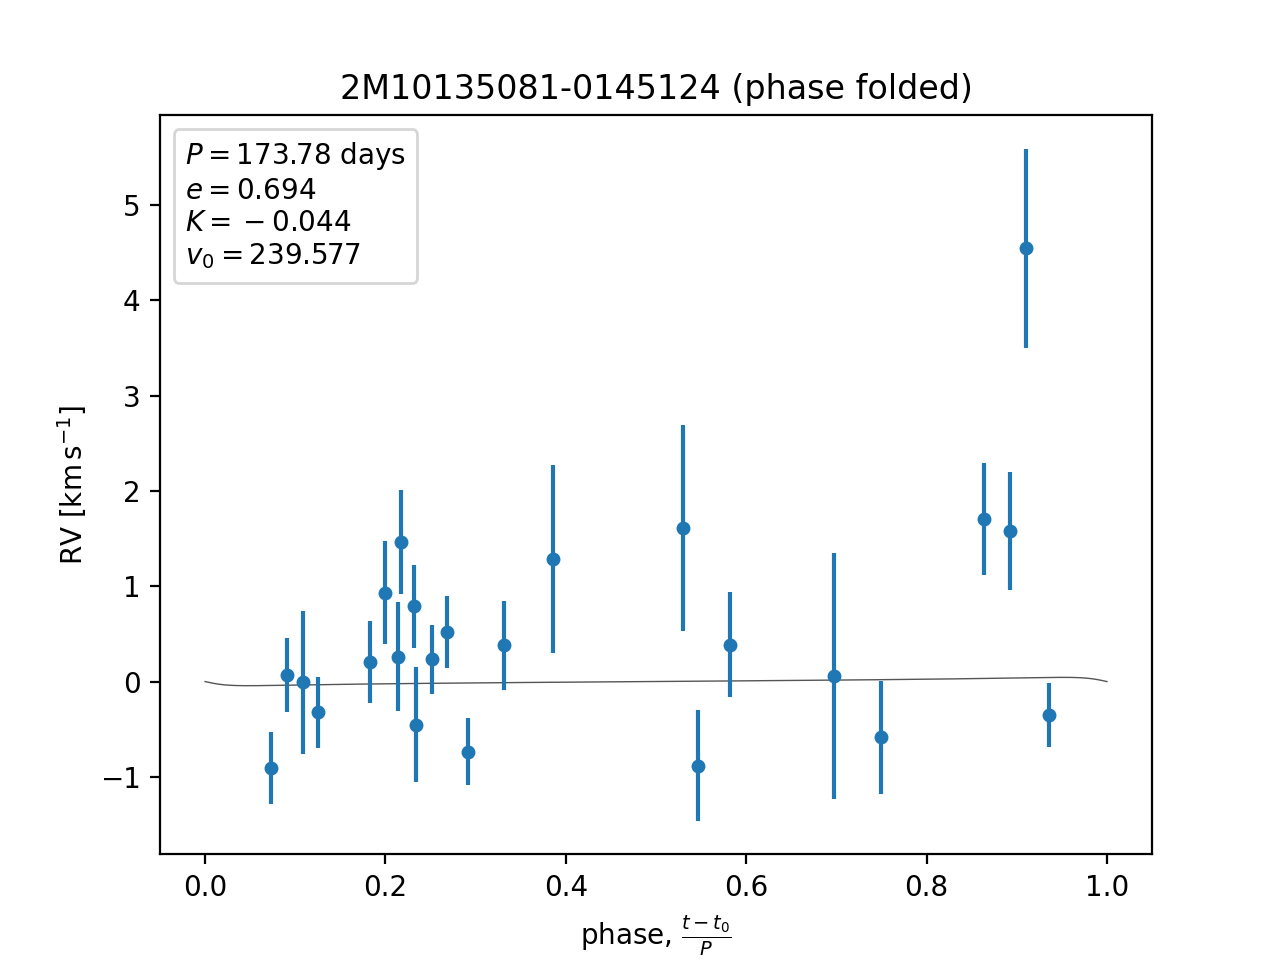 2M10135081-0145124 (phase folded)
P = 173.78 days
e = 0.694
K = −0.044
v₀ = 239.577
RV [km s⁻¹]
5
4
3
2
1
0
−1
0.0 0.2 0.4 0.6 0.8 1.0
phase, (t − t₀)/P